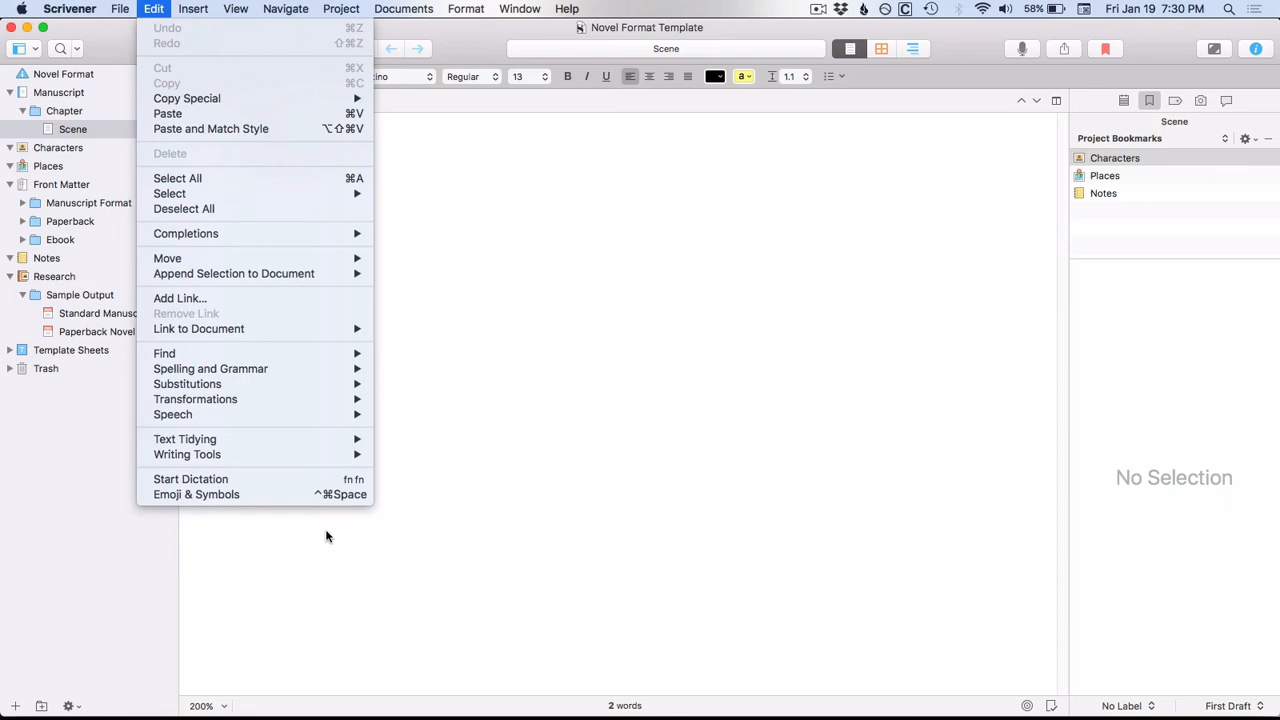 Scrivener File Edit Insert View Navigate Project Documents Format Window Help 58% Fri Jan 19 7:30 PM
Novel Format Template
Scene
Regular 13 B I U a 1.1
Novel Format
Manuscript
Chapter
Scene
Characters
Places
Front Matter
Manuscript Format
Paperback
Ebook
Notes
Research
Sample Output
Paperback Novel
Template Sheets
Trash
Undo ⌘Z
Redo ⇧⌘Z
Cut ⌘X
Copy ⌘C
Copy Special
Paste ⌘V
Paste and Match Style ⌥⇧⌘V
Delete
Select All ⌘A
Select
Deselect All
Completions
Move
Append Selection to Document
Add Link...
Remove Link
Link to Document
Find
Spelling and Grammar
Substitutions
Transformations
Speech
Text Tidying
Writing Tools
Start Dictation fn fn
Emoji & Symbols ^⌘Space
Scene
Project Bookmarks
Characters
Places
Notes
No Selection
200% 2 words No Label First Draft